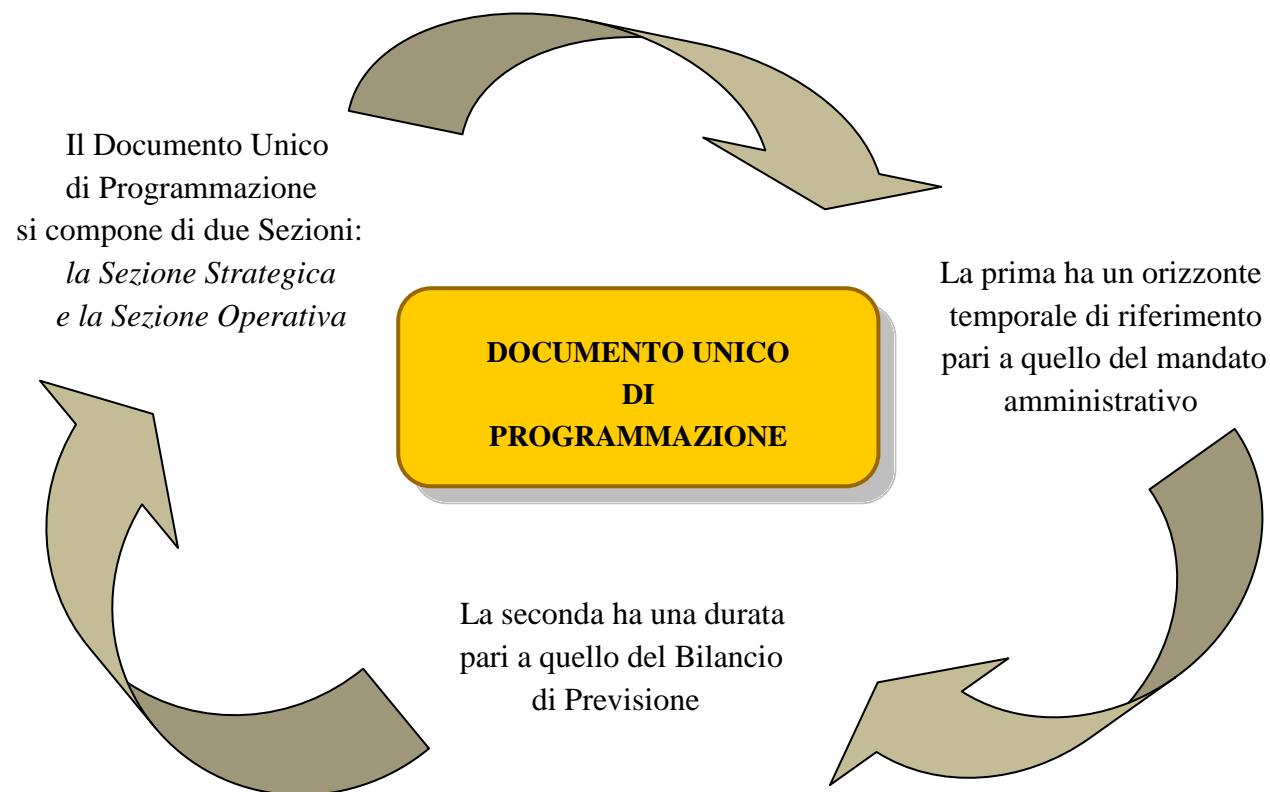 Il Documento Unico
di Programmazione
si compone di due Sezioni:
la Sezione Strategica
e la Sezione Operativa
La prima ha un orizzonte
temporale di riferimento
pari a quello del mandato
amministrativo
DOCUMENTO UNICO
DI
PROGRAMMAZIONE
La seconda ha una durata
pari a quello del Bilancio
di Previsione